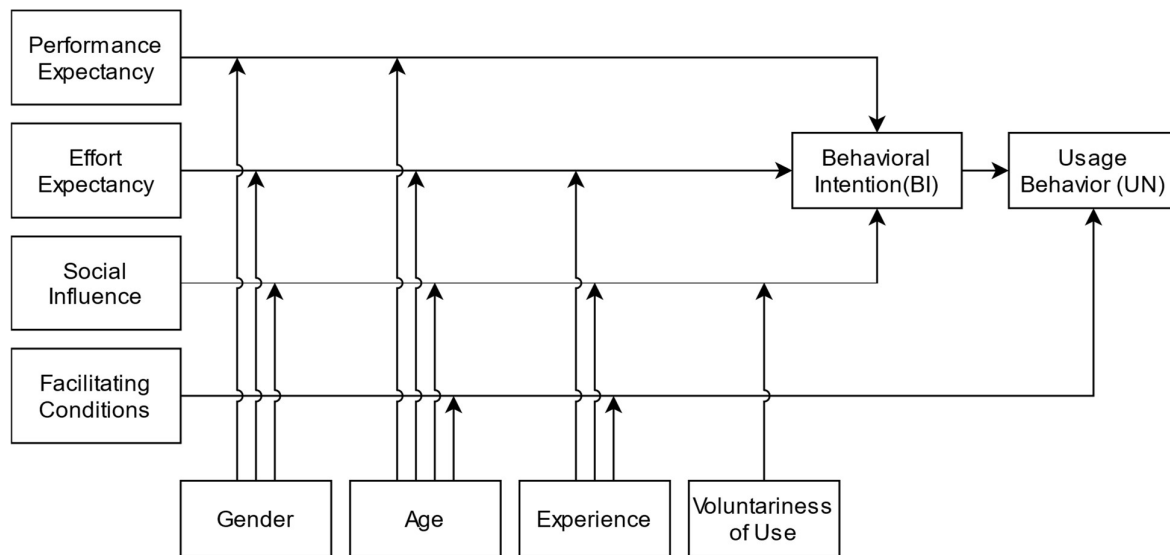 Performance
Expectancy
Effort
Expectancy
Behavioral
Intention(BI)
Usage
Behavior (UN)
Social
Influence
Facilitating
Conditions
Gender
Age
Experience
Voluntariness
of Use